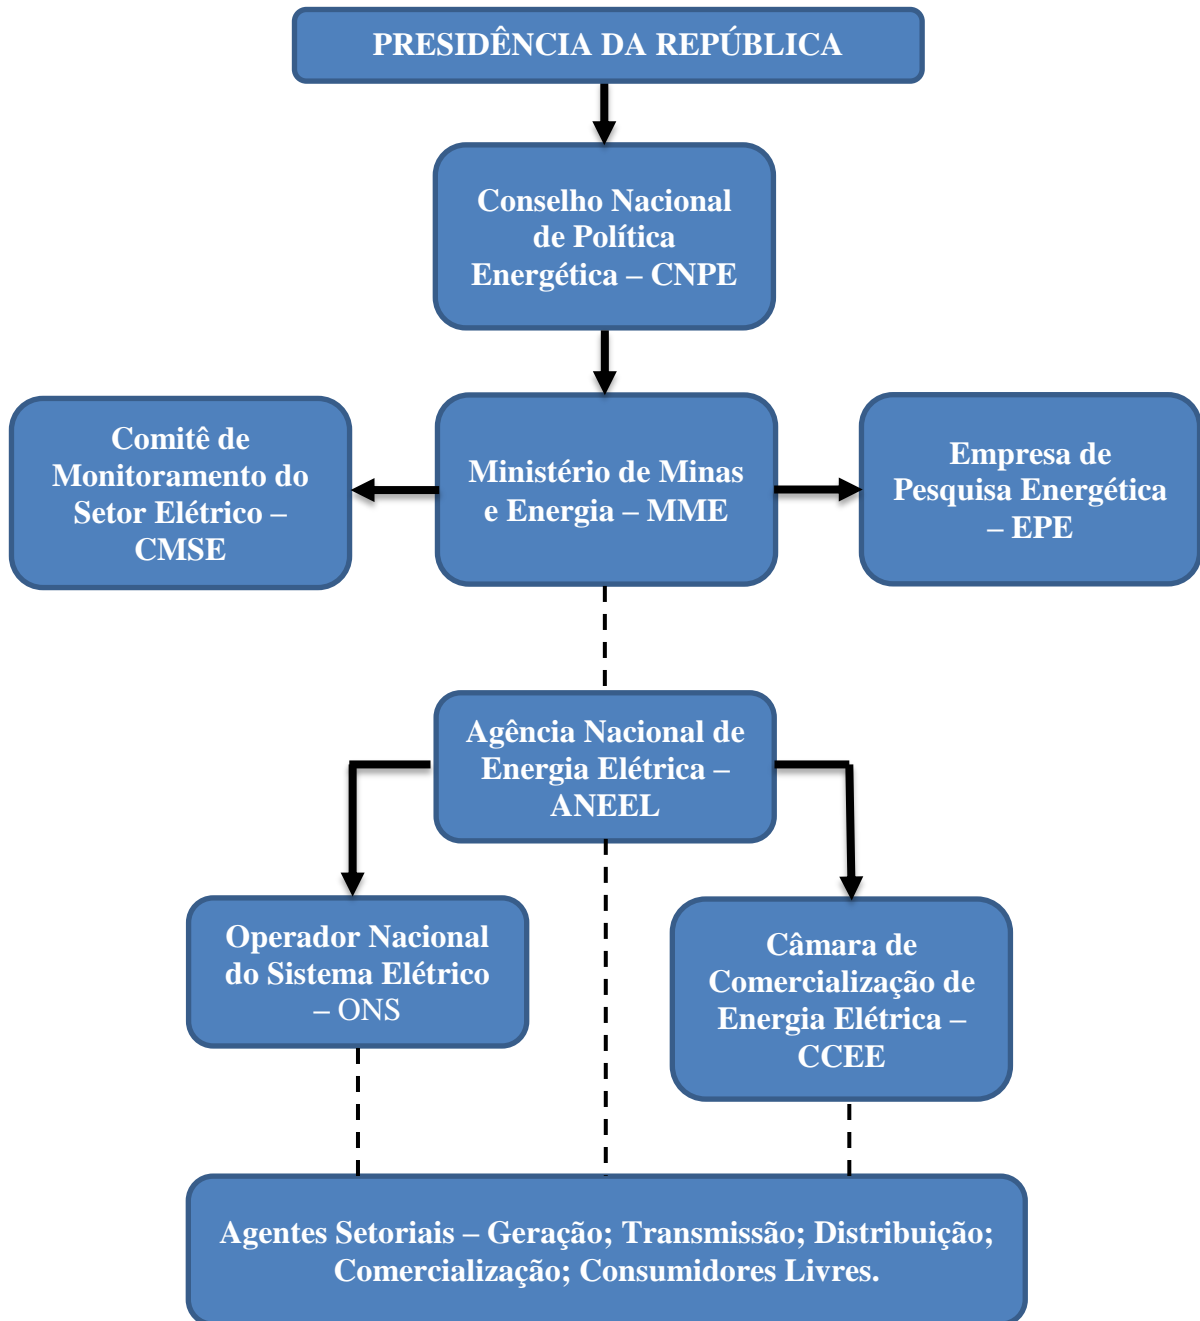 PRESIDÊNCIA DA REPÚBLICA
Conselho Nacional
de Política
Energética – CNPE
Comitê de
Monitoramento do
Setor Elétrico –
CMSE
Ministério de Minas
e Energia – MME
Empresa de
Pesquisa Energética
– EPE
Agência Nacional de
Energia Elétrica –
ANEEL
Operador Nacional
do Sistema Elétrico
– ONS
Câmara de
Comercialização de
Energia Elétrica –
CCEE
Agentes Setoriais – Geração; Transmissão; Distribuição;
Comercialização; Consumidores Livres.